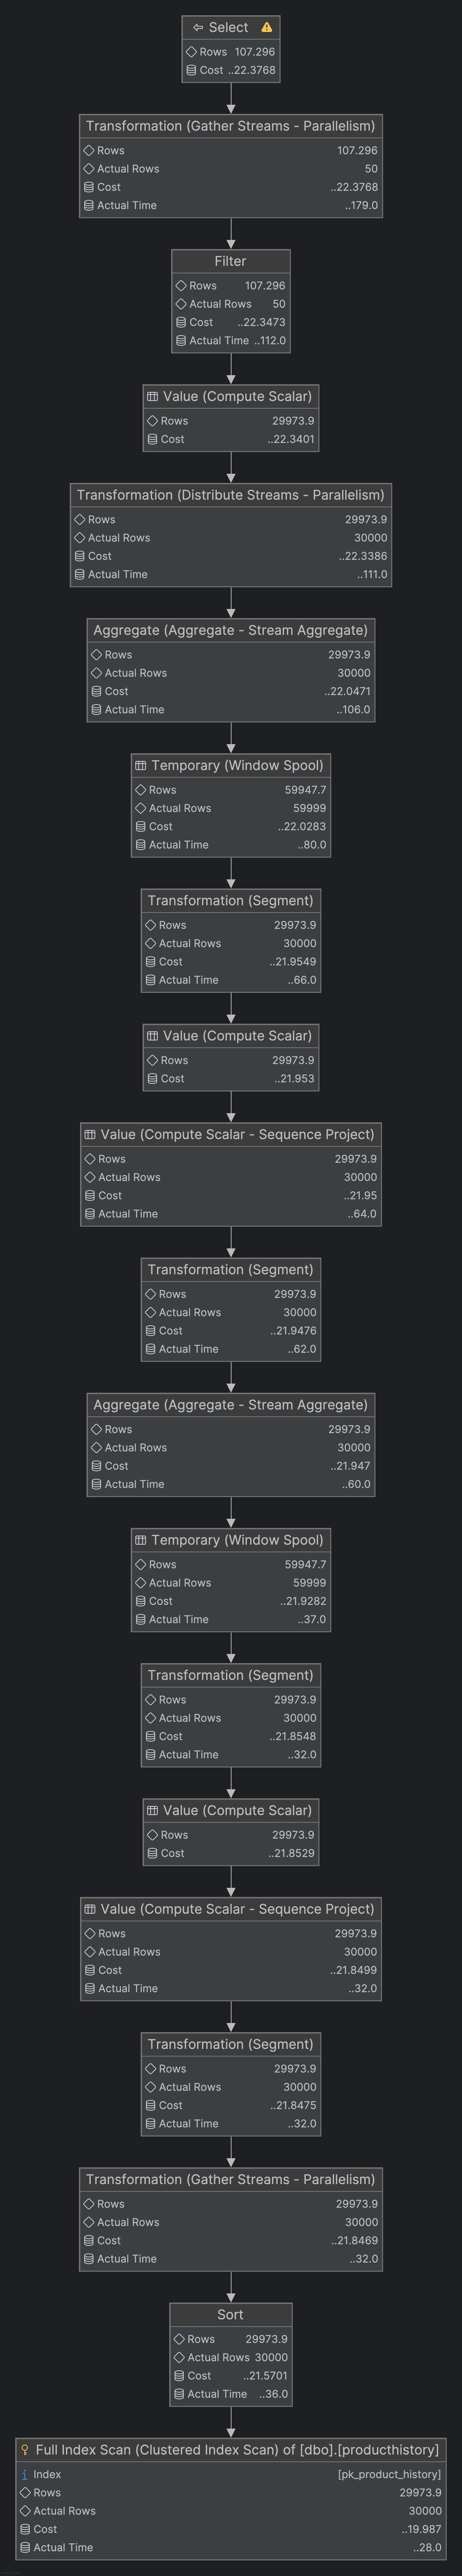 Select
Rows 107.296
Cost ..22.3768
Transformation (Gather Streams - Parallelism)
Rows 107.296
Actual Rows 50
Cost ..22.3768
Actual Time ..179.0
Filter
Rows 107.296
Actual Rows 50
Cost ..22.3473
Actual Time ..112.0
Value (Compute Scalar)
Rows 29973.9
Cost ..22.3401
Transformation (Distribute Streams - Parallelism)
Rows 29973.9
Actual Rows 30000
Cost ..22.3386
Actual Time ..111.0
Aggregate (Aggregate - Stream Aggregate)
Rows 29973.9
Actual Rows 30000
Cost ..22.0471
Actual Time ..106.0
Temporary (Window Spool)
Rows 59947.7
Actual Rows 59999
Cost ..22.0283
Actual Time ..80.0
Transformation (Segment)
Rows 29973.9
Actual Rows 30000
Cost ..21.9549
Actual Time ..66.0
Value (Compute Scalar)
Rows 29973.9
Cost ..21.953
Value (Compute Scalar - Sequence Project)
Rows 29973.9
Actual Rows 30000
Cost ..21.95
Actual Time ..64.0
Transformation (Segment)
Rows 29973.9
Actual Rows 30000
Cost ..21.9476
Actual Time ..62.0
Aggregate (Aggregate - Stream Aggregate)
Rows 29973.9
Actual Rows 30000
Cost ..21.947
Actual Time ..60.0
Temporary (Window Spool)
Rows 59947.7
Actual Rows 59999
Cost ..21.9282
Actual Time ..37.0
Transformation (Segment)
Rows 29973.9
Actual Rows 30000
Cost ..21.8548
Actual Time ..32.0
Value (Compute Scalar)
Rows 29973.9
Cost ..21.8529
Value (Compute Scalar - Sequence Project)
Rows 29973.9
Actual Rows 30000
Cost ..21.8499
Actual Time ..32.0
Transformation (Segment)
Rows 29973.9
Actual Rows 30000
Cost ..21.8475
Actual Time ..32.0
Transformation (Gather Streams - Parallelism)
Rows 29973.9
Actual Rows 30000
Cost ..21.8469
Actual Time ..32.0
Sort
Rows 29973.9
Actual Rows 30000
Cost ..21.5701
Actual Time ..36.0
Full Index Scan (Clustered Index Scan) of [dbo].[producthistory]
Index [pk_product_history]
Rows 29973.9
Actual Rows 30000
Cost ..19.987
Actual Time ..28.0